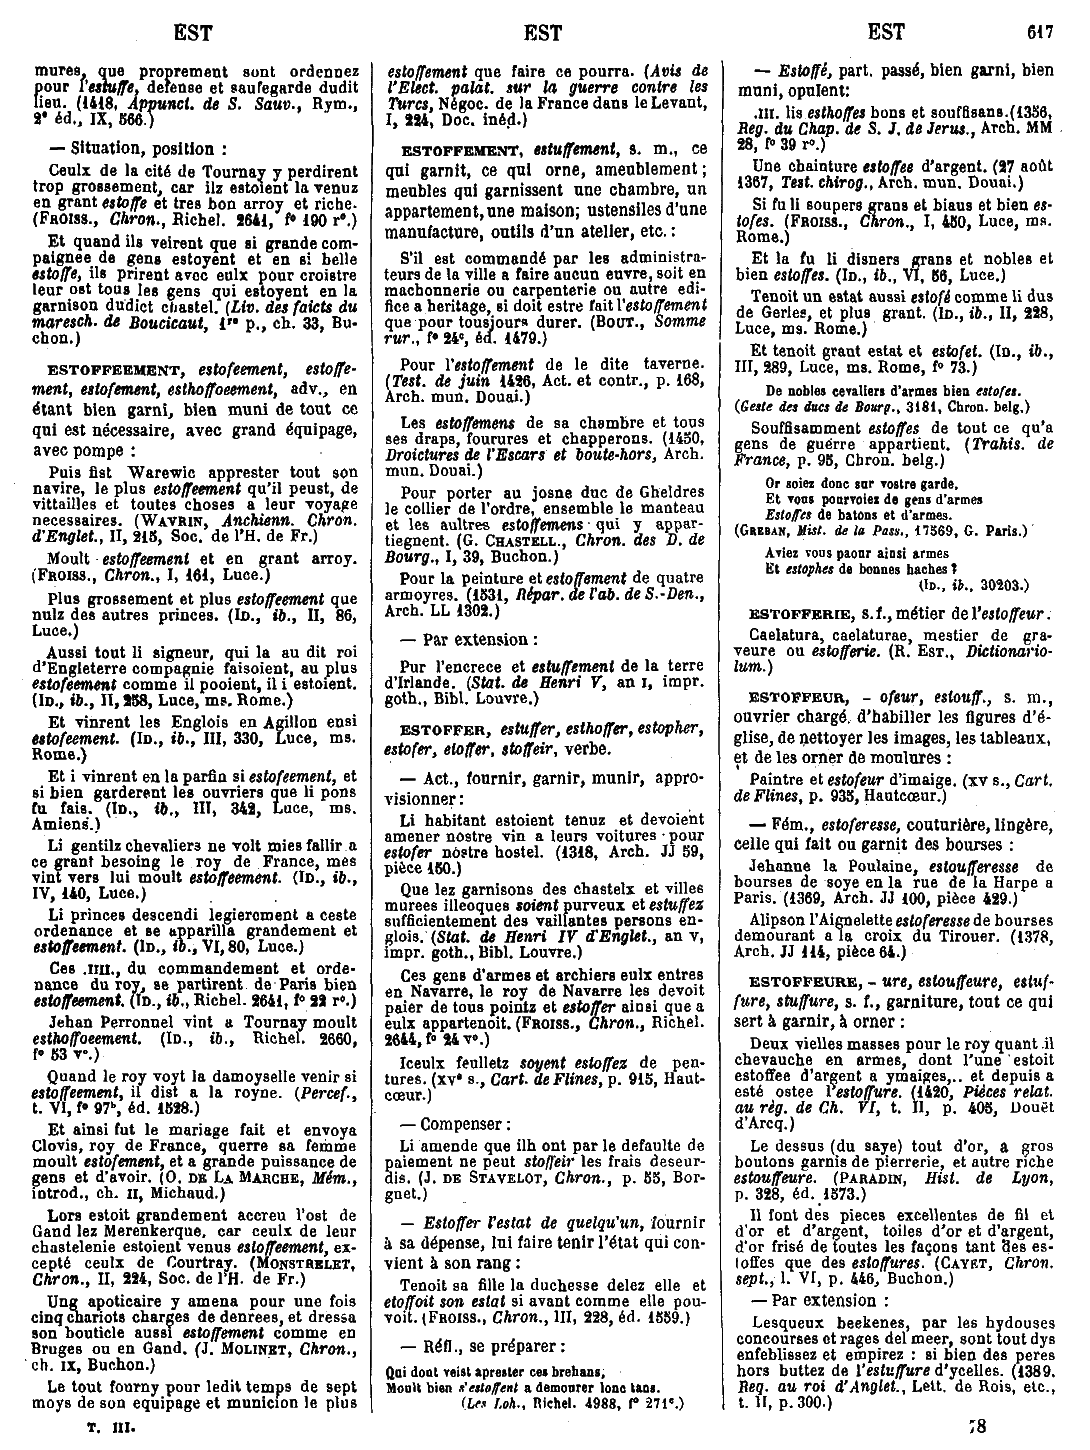 EST
EST
EST 617
mures, que proprement sont ordennez
pour l'estuffe, defense et saufegarde dudit
lieu. (1418, Appunct. de S. Sauv., Rym.,
2ᵉ éd., IX, 566.)
— Situation, position :
Ceulx de la cité de Tournay y perdirent
trop grossement, car ilz estoient la venuz
en grant estoffe et tres bon arroy et riche.
(FROISS., Chron., Richel. 2641, fº 190 rº.)
Et quand ils veirent que si grande com-
paignee de gens estoyent et en si belle
estoffe, ils prirent avec eulx pour croistre
leur ost tous les gens qui estoyent en la
garnison dudict chastel. (Liv. des faicts du
maresch. de Boucicaut, 1ʳᵉ p., ch. 33, Bu-
chon.)
ESTOFFEEMENT, estofeement, estoffe-
ment, estofement, esthoffoeement, adv., en
étant bien garni, bien muni de tout ce
qui est nécessaire, avec grand équipage,
avec pompe :
Puis fist Warewic apprester tout son
navire, le plus estoffeement qu'il peust, de
vittailles et toutes choses a leur voyage
necessaires. (WAVRIN, Anchienn. Chron.
d'Englet., II, 215, Soc. de l'H. de Fr.)
Moult estoffeement et en grant arroy.
(FROISS., Chron., I, 161, Luce.)
Plus grossement et plus estoffeement que
nulz des autres princes. (ID., ib., II, 86,
Luce.)
Aussi tout li signeur, qui la au dit roi
d'Engleterre compagnie faisoient, au plus
estofeement comme il pooient, il i estoient.
(ID., ib., II, 258, Luce, ms. Rome.)
Et vinrent les Englois en Agillon ensi
estofeement. (ID., ib., III, 330, Luce, ms.
Rome.)
Et i vinrent en la parfin si estofeement, et
si bien garderent les ouvriers que li pons
fu fais. (ID., ib., III, 342, Luce, ms.
Amiens.)
Li gentilz chevaliers ne volt mies fallir a
ce grant besoing le roy de France, mes
vint vers lui moult estoffeement. (ID., ib.,
IV, 140, Luce.)
Li princes descendi legieroment a ceste
ordenance et se apparilla grandement et
estoffeement. (ID., ib., VI, 80, Luce.)
Ces .IIII., du commandement et orde-
nance du roy, se partirent de Paris bien
estoffeement. (ID., ib., Richel. 2641, fº 22 rº.)
Jehan Perronnel vint a Tournay moult
esthoffoeement. (ID., ib., Richel. 2660,
fº 53 vº.)
Quand le roy voyt la damoyselle venir si
estoffeement, il dist a la royne. (Percef.,
t. VI, fº 97ᵇ, éd. 1528.)
Et ainsi fut le mariage fait et envoya
Clovis, roy de France, querre sa femme
moult estofement, et a grande puissance de
gens et d'avoir. (O. DE LA MARCHE, Mém.,
introd., ch. II, Michaud.)
Lors estoit grandement accreu l'ost de
Gand lez Merenkerque, car ceulx de leur
chastelenie estoient venus estoffeement, ex-
cepté ceulx de Courtray. (MONSTRELET,
Chron., II, 224, Soc. de l'H. de Fr.)
Ung apoticaire y amena pour une fois
cinq chariots charges de denrees, et dressa
son bouticle aussi estoffement comme en
Bruges ou en Gand. (J. MOLINET, Chron.,
ch. IX, Buchon.)
Le tout fourny pour ledit temps de sept
moys de son equipage et municion le plus
T. III.
estoffement que faire ce pourra. (Avis de
l'Elect. palat. sur la guerre contre les
Turcs, Négoc. de la France dans le Levant,
I, 224, Doc. inéd.)
ESTOFFEMENT, estuffement, s. m., ce
qui garnit, ce qui orne, ameublement ;
meubles qui garnissent une chambre, un
appartement, une maison; ustensiles d'une
manufacture, outils d'un atelier, etc. :
S'il est commandé par les administra-
teurs de la ville a faire aucun euvre, soit en
machonnerie ou carpenterie ou autre edi-
fice a heritage, si doit estre fait l'estoffement
que pour tousjours durer. (BOUT., Somme
rur., fº 24ᶜ, éd. 1479.)
Pour l'estoffement de le dite taverne.
(Test. de juin 1426, Act. et contr., p. 168,
Arch. mun. Douai.)
Les estoffemens de sa chambre et tous
ses draps, fourures et chapperons. (1450,
Droictures de l'Escars et boute-hors, Arch.
mun. Douai.)
Pour porter au josne duc de Gheldres
le collier de l'ordre, ensemble le manteau
et les aultres estoffemens qui y appar-
tiegnent. (G. CHASTELL., Chron. des D. de
Bourg., I, 39, Buchon.)
Pour la peinture et estoffement de quatre
armoyres. (1531, Répar. de l'ab. de S.-Den.,
Arch. LL 1302.)
— Par extension :
Pur l'encrece et estuffement de la terre
d'Irlande. (Stat. de Henri V, an I, impr.
goth., Bibl. Louvre.)
ESTOFFER, estuffer, esthoffer, estopher,
estofer, etoffer, stoffeir, verbe.
— Act., fournir, garnir, munir, appro-
visionner :
Li habitant estoient tenuz et devoient
amener nostre vin a leurs voitures pour
estofer nostre hostel. (1318, Arch. JJ 59,
pièce 150.)
Que lez garnisons des chastelx et villes
murees illeoques soient purveux et estuffez
sufficientement des vaillantes persons en-
glois. (Stat. de Henri IV d'Englet., an V,
impr. goth., Bibl. Louvre.)
Ces gens d'armes et archiers eulx entres
en Navarre, le roy de Navarre les devoit
paier de tous pointz et estoffer ainsi que a
eulx appartenoit. (FROISS., Chron., Richel.
2644, fº 24 vº.)
Iceulx feulletz soyent estoffez de pen-
tures. (XVᵉ s., Cart. de Flines, p. 915, Haut-
cœur.)
— Compenser :
Li amende que ilh ont par le defaulte de
paiement ne peut stoffeir les frais deseur-
dis. (J. DE STAVELOT, Chron., p. 55, Bor-
gnet.)
— Estoffer l'estat de quelqu'un, fournir
à sa dépense, lui faire tenir l'état qui con-
vient à son rang :
Tenoit sa fille la duchesse delez elle et
etoffoit son estat si avant comme elle pou-
voit. (FROISS., Chron., III, 228, éd. 1559.)
— Réfl., se préparer :
Qui dont veist aprester ces brehans,
Moult bien s'estoffent a demourer lonc tans.
(Les Loh., Richel. 4988, fº 271ᶜ.)
— Estoffé, part. passé, bien garni, bien
muni, opulent:
.III. lis esthoffes bons et souffisans. (1356,
Reg. du Chap. de S. J. de Jerus., Arch. MM
28, fº 39 rº.)
Une chainture estoffee d'argent. (27 août
1367, Test. chirog., Arch. mun. Douai.)
Si fu li soupers grans et biaus et bien es-
tofes. (FROISS., Chron., I, 450, Luce, ms.
Rome.)
Et la fu li disners grans et nobles et
bien estoffes. (ID., ib., VI, 56, Luce.)
Tenoit un estat aussi estofé comme li dus
de Gerles, et plus grant. (ID., ib., II, 228,
Luce, ms. Rome.)
Et tenoit grant estat et estofet. (ID., ib.,
III, 289, Luce, ms. Rome, fº 73.)
De nobles cevaliers d'armes bien estofes.
(Geste des ducs de Bourg., 3181, Chron. belg.)
Souffisamment estoffes de tout ce qu'a
gens de guérre appartient. (Trahis. de
France, p. 95, Chron. belg.)
Or soiez donc sur vostre garde,
Et vous pourvoiez de gens d'armes
Estoffes de batons et d'armes.
(GREBAN, Mist. de la Pass., 17569, G. Paris.)
Aviez vous paour ainsi armes
Et estophes de bonnes haches ?
(ID., ib., 30203.)
ESTOFFERIE, s. f., métier de l'estoffeur :
Caelatura, caelaturae, mestier de gra-
veure ou estofferie. (R. EST., Dictionario-
lum.)
ESTOFFEUR, - ofeur, estouff., s. m.,
ouvrier chargé d'habiller les figures d'é-
glise, de nettoyer les images, les tableaux,
et de les orner de moulures :
Paintre et estofeur d'imaige. (XV s., Cart.
de Flines, p. 935, Hautcœur.)
— Fém., estoferesse, couturière, lingère,
celle qui fait ou garnit des bourses :
Jehanne la Poulaine, estoufferesse de
bourses de soye en la rue de la Harpe a
Paris. (1369, Arch. JJ 100, pièce 429.)
Alipson l'Aignelette estoferesse de bourses
demourant a la croix du Tirouer. (1378,
Arch. JJ 114, pièce 64.)
ESTOFFEURE, - ure, estouffeure, estuf-
fure, stuffure, s. f., garniture, tout ce qui
sert à garnir, à orner :
Deux vielles masses pour le roy quant il
chevauche en armes, dont l'une estoit
estoffee d'argent a ymaiges,.. et depuis a
esté ostee l'estoffure. (1420, Pièces relat.
au règ. de Ch. VI, t. II, p. 405, Douët
d'Arcq.)
Le dessus (du saye) tout d'or, a gros
boutons garnis de pierrerie, et autre riche
estouffeure. (PARADIN, Hist. de Lyon,
p. 328, éd. 1573.)
Il font des pieces excellentes de fil et
d'or et d'argent, toiles d'or et d'argent,
d'or frisé de toutes les façons tant des es-
toffes que des estoffures. (CAYET, Chron.
sept., l. VI, p. 446, Buchon.)
— Par extension :
Lesqueux beekenes, par les hydouses
concourses et rages del meer, sont tout dys
enfeblissez et empirez : si bien des peres
hors buttez de l'estuffure d'ycelles. (1389.
Reg. au roi d'Anglet., Lett. de Rois, etc.,
t. II, p. 300.)
78